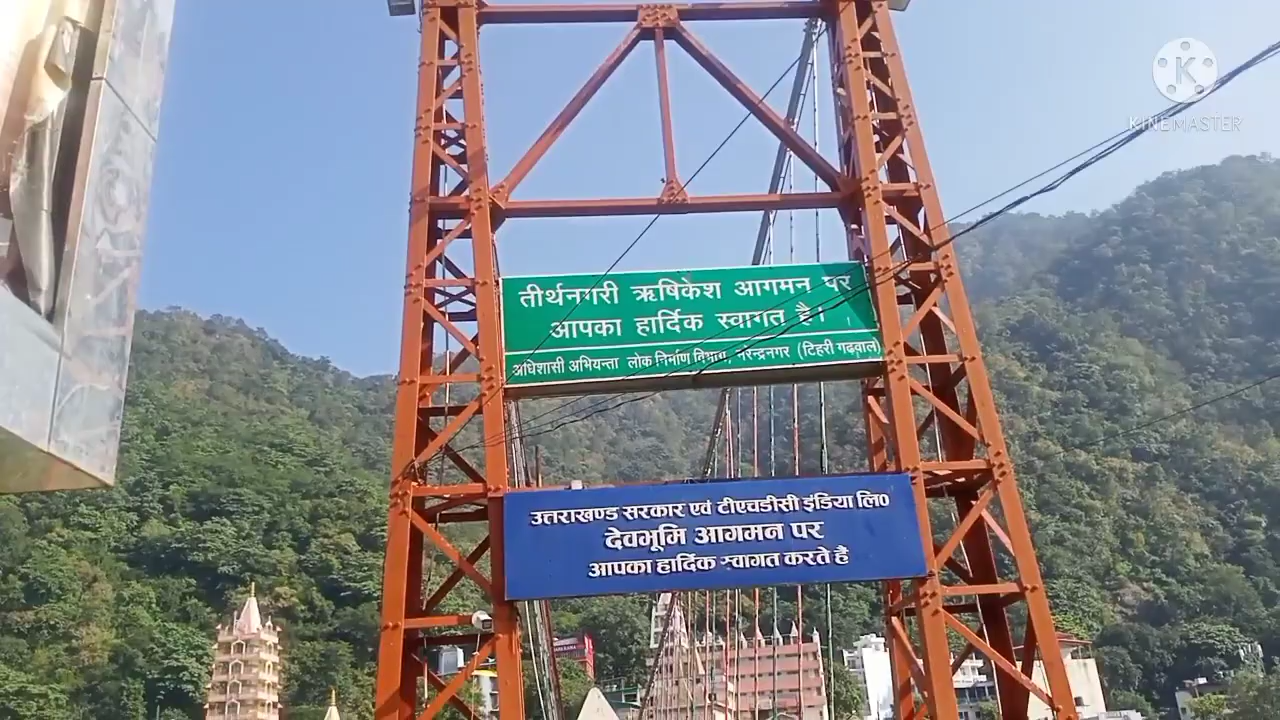 KINEMASTER
तीर्थनगरी ऋषिकेश आगमन पर
आपका हार्दिक स्वागत है।
अधिशासी अभियन्ता लोक निर्माण विभाग, नरेन्द्रनगर (टिहरी गढ़वाल)
उत्तराखण्ड सरकार एवं टीएचडीसी इंडिया लि०
देवभूमि आगमन पर
आपका हार्दिक स्वागत करते हैं